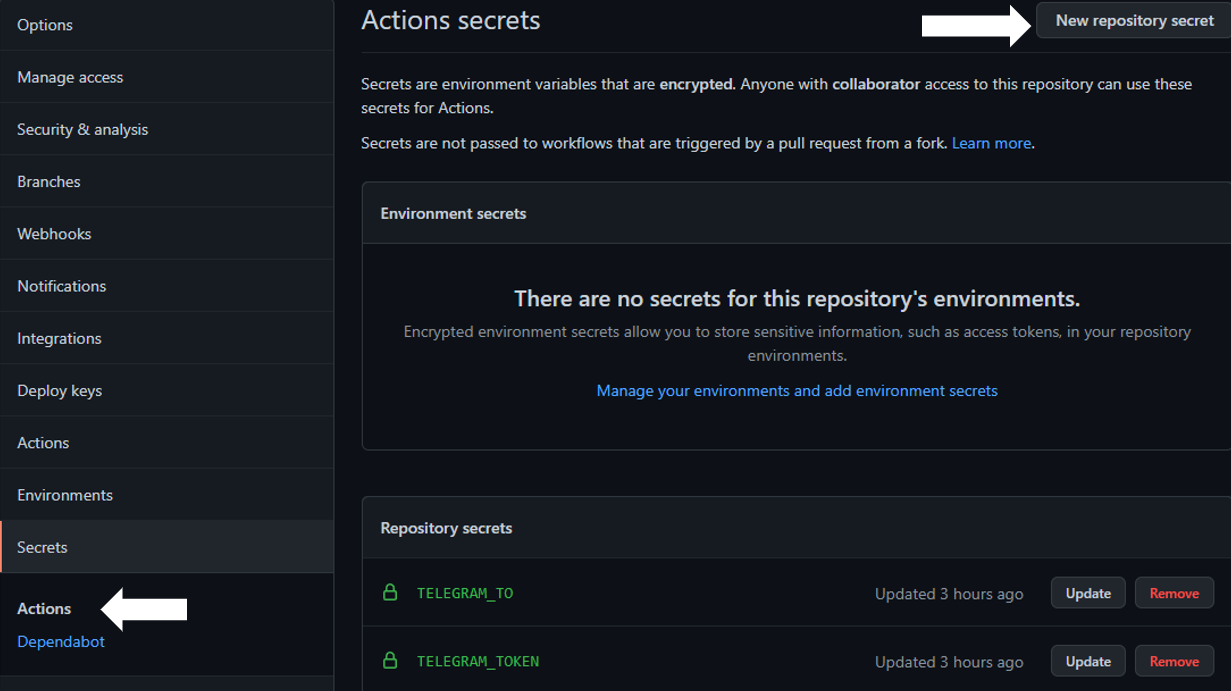 Options
Manage access
Security & analysis
Branches
Webhooks
Notifications
Integrations
Deploy keys
Actions
Environments
Secrets
Actions
Dependabot
Actions secrets
New repository secret
Secrets are environment variables that are encrypted. Anyone with collaborator access to this repository can use these
secrets for Actions.
Secrets are not passed to workflows that are triggered by a pull request from a fork. Learn more.
Environment secrets
There are no secrets for this repository's environments.
Encrypted environment secrets allow you to store sensitive information, such as access tokens, in your repository
environments.
Manage your environments and add environment secrets
Repository secrets
TELEGRAM_TO Updated 3 hours ago Update Remove
TELEGRAM_TOKEN Updated 3 hours ago Update Remove